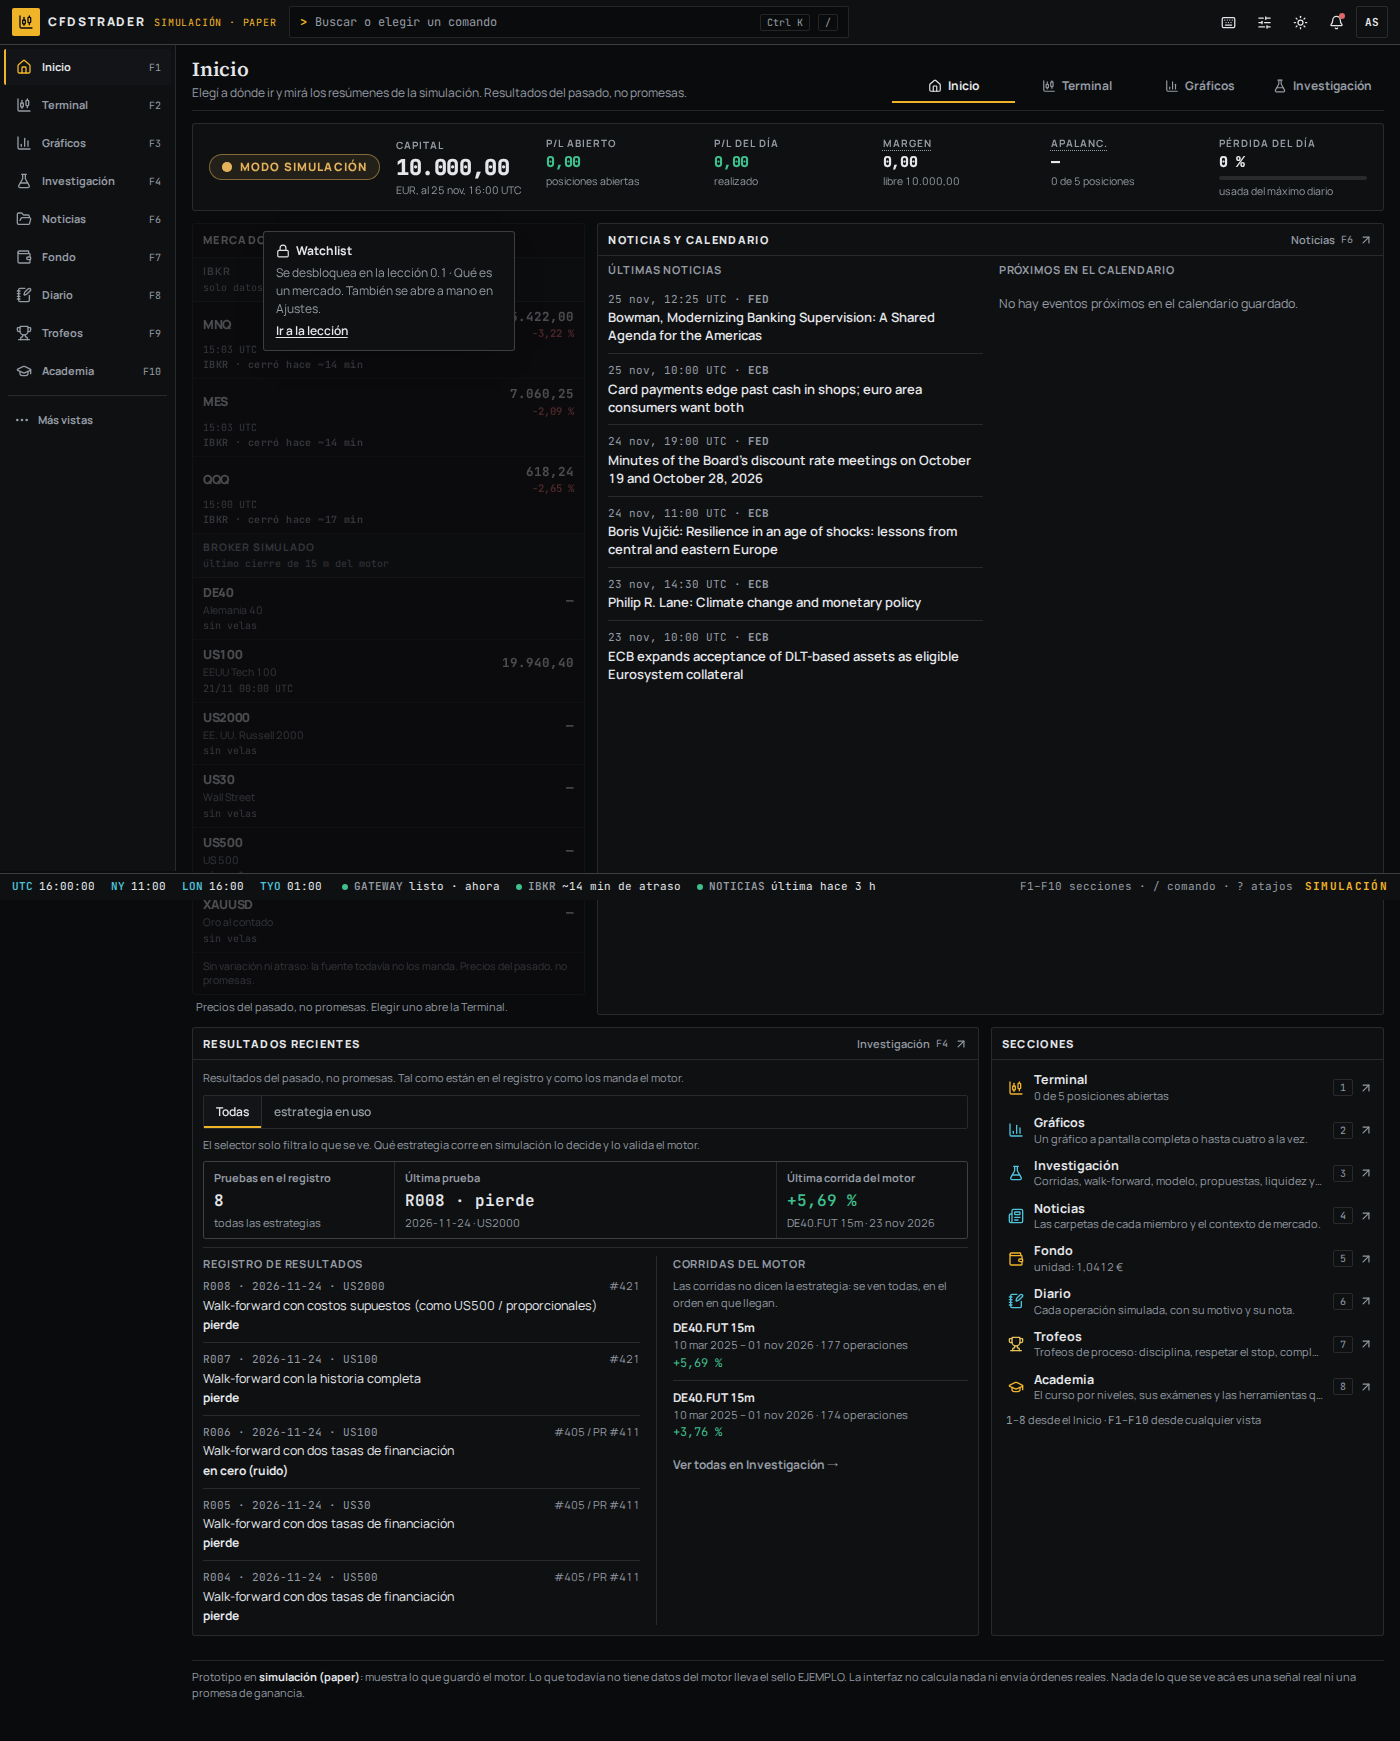 CFDSTRADER SIMULACIÓN · PAPER
> Buscar o elegir un comando Ctrl K /
AS
Inicio F1
Terminal F2
Gráficos F3
Investigación F4
Noticias F6
Fondo F7
Diario F8
Trofeos F9
Academia F10
Más vistas
Inicio
Elegí a dónde ir y mirá los resúmenes de la simulación. Resultados del pasado, no promesas.
Inicio Terminal Gráficos Investigación
MODO SIMULACIÓN
CAPITAL
10.000,00
EUR, al 25 nov, 16:00 UTC
P/L ABIERTO
0,00
posiciones abiertas
P/L DEL DÍA
0,00
realizado
MARGEN
0,00
libre 10.000,00
APALANC.
—
0 de 5 posiciones
PÉRDIDA DEL DÍA
0 %
usada del máximo diario
Watchlist
Se desbloquea en la lección 0.1 · Qué es
un mercado. También se abre a mano en
Ajustes.
Ir a la lección
IBKR
solo datos
MNQ
.422,00
-3,22 %
15:03 UTC
IBKR · cerró hace ~14 min
MES
7.060,25
-2,09 %
15:03 UTC
IBKR · cerró hace ~14 min
QQQ
618,24
-2,65 %
15:00 UTC
IBKR · cerró hace ~17 min
BROKER SIMULADO
último cierre de 15 m del motor
DE40
—
Alemania 40
sin velas
US100
19.940,40
EEUU Tech 100
21/11 00:00 UTC
US2000
—
EE. UU. Russell 2000
sin velas
US30
—
Wall Street
sin velas
US500
—
US 500
XAUUSD
—
Oro al contado
sin velas
Sin variación ni atraso: la fuente todavía no los manda. Precios del pasado, no
promesas.
Precios del pasado, no promesas. Elegir uno abre la Terminal.
NOTICIAS Y CALENDARIO Noticias F6
ÚLTIMAS NOTICIAS
25 nov, 12:25 UTC · FED
Bowman, Modernizing Banking Supervision: A Shared
Agenda for the Americas
25 nov, 10:00 UTC · ECB
Card payments edge past cash in shops; euro area
consumers want both
24 nov, 19:00 UTC · FED
Minutes of the Board's discount rate meetings on October
19 and October 28, 2026
24 nov, 11:00 UTC · ECB
Boris Vujčić: Resilience in an age of shocks: lessons from
central and eastern Europe
23 nov, 14:30 UTC · ECB
Philip R. Lane: Climate change and monetary policy
23 nov, 10:00 UTC · ECB
ECB expands acceptance of DLT-based assets as eligible
Eurosystem collateral
PRÓXIMOS EN EL CALENDARIO
No hay eventos próximos en el calendario guardado.
UTC 16:00:00 NY 11:00 LON 16:00 TYO 01:00 GATEWAY listo · ahora IBKR ~14 min de atraso NOTICIAS última hace 3 h F1–F10 secciones · / comando · ? atajos SIMULACIÓN
RESULTADOS RECIENTES Investigación F4
Resultados del pasado, no promesas. Tal como están en el registro y como los manda el motor.
Todas estrategia en uso
El selector solo filtra lo que se ve. Qué estrategia corre en simulación lo decide y lo valida el motor.
Pruebas en el registro
8
todas las estrategias
Última prueba
R008 · pierde
2026-11-24 · US2000
Última corrida del motor
+5,69 %
DE40.FUT 15m · 23 nov 2026
REGISTRO DE RESULTADOS
R008 · 2026-11-24 · US2000 #421
Walk-forward con costos supuestos (como US500 / proporcionales)
pierde
R007 · 2026-11-24 · US100 #421
Walk-forward con la historia completa
pierde
R006 · 2026-11-24 · US100 #405 / PR #411
Walk-forward con dos tasas de financiación
en cero (ruido)
R005 · 2026-11-24 · US30 #405 / PR #411
Walk-forward con dos tasas de financiación
pierde
R004 · 2026-11-24 · US500 #405 / PR #411
Walk-forward con dos tasas de financiación
pierde
CORRIDAS DEL MOTOR
Las corridas no dicen la estrategia: se ven todas, en el
orden en que llegan.
DE40.FUT 15m
10 mar 2025 – 01 nov 2026 · 177 operaciones
+5,69 %
DE40.FUT 15m
10 mar 2025 – 01 nov 2026 · 174 operaciones
+3,76 %
Ver todas en Investigación →
SECCIONES
Terminal 1
0 de 5 posiciones abiertas
Gráficos 2
Un gráfico a pantalla completa o hasta cuatro a la vez.
Investigación 3
Corridas, walk-forward, modelo, propuestas, liquidez y…
Noticias 4
Las carpetas de cada miembro y el contexto de mercado.
Fondo 5
unidad: 1,0412 €
Diario 6
Cada operación simulada, con su motivo y su nota.
Trofeos 7
Trofeos de proceso: disciplina, respetar el stop, compl…
Academia 8
El curso por niveles, sus exámenes y las herramientas q…
1–8 desde el Inicio · F1–F10 desde cualquier vista
Prototipo en simulación (paper): muestra lo que guardó el motor. Lo que todavía no tiene datos del motor lleva el sello EJEMPLO. La interfaz no calcula nada ni envía órdenes reales. Nada de lo que se ve acá es una señal real ni una
promesa de ganancia.